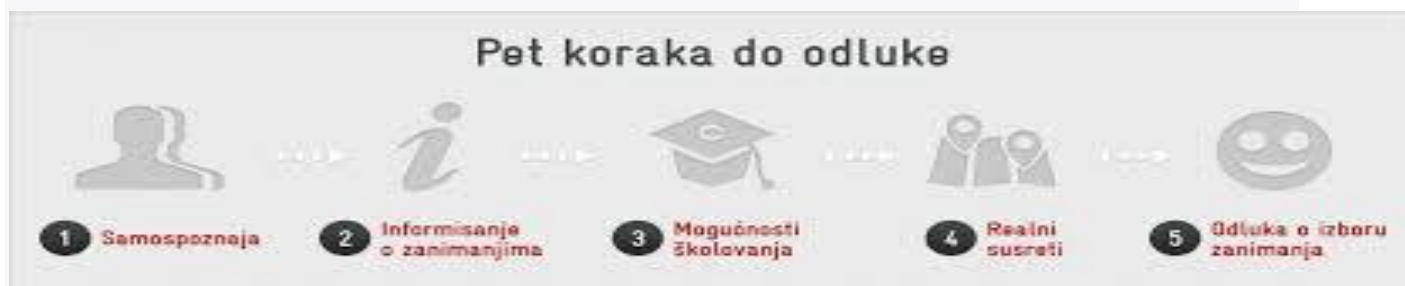 Pet koraka do odluke
1 Samospoznaja
2 Informisanje
o zanimanjima
3 Mogućnosti
školovanja
4 Realni
susreti
5 Odluka o izboru
zanimanja